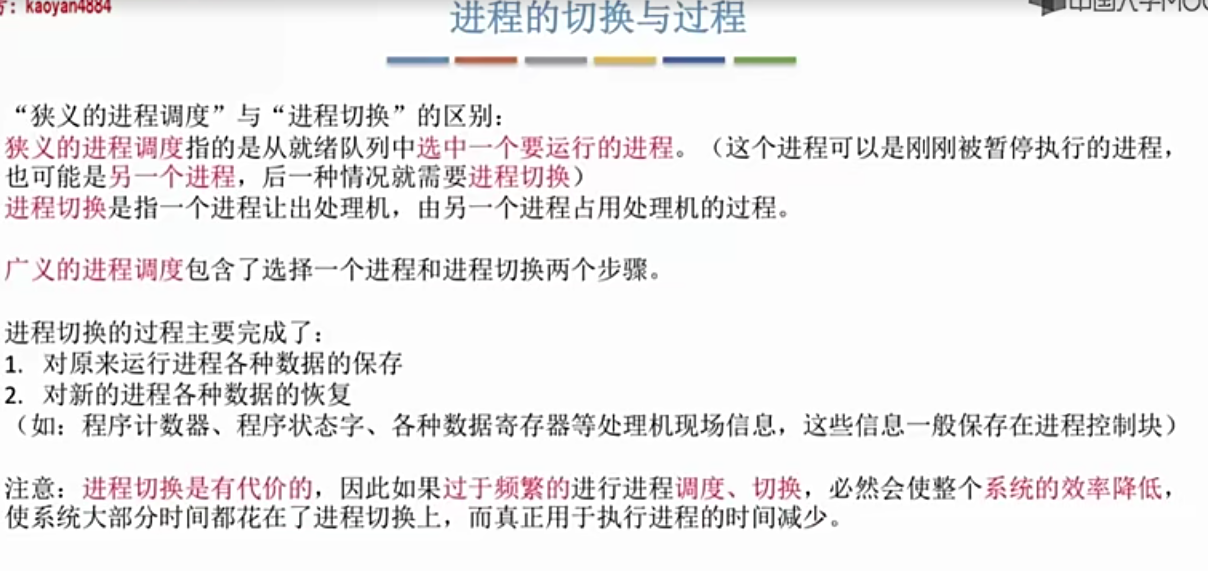 号：kaoyan4884
中国大学MOO
进程的切换与过程
“狭义的进程调度”与“进程切换”的区别：
狭义的进程调度指的是从就绪队列中选中一个要运行的进程。（这个进程可以是刚刚被暂停执行的进程，
也可能是另一个进程，后一种情况就需要进程切换）
进程切换是指一个进程让出处理机，由另一个进程占用处理机的过程。
广义的进程调度包含了选择一个进程和进程切换两个步骤。
进程切换的过程主要完成了：
1. 对原来运行进程各种数据的保存
2. 对新的进程各种数据的恢复
（如：程序计数器、程序状态字、各种数据寄存器等处理机现场信息，这些信息一般保存在进程控制块）
注意：进程切换是有代价的，因此如果过于频繁的进行进程调度、切换，必然会使整个系统的效率降低，
使系统大部分时间都花在了进程切换上，而真正用于执行进程的时间减少。